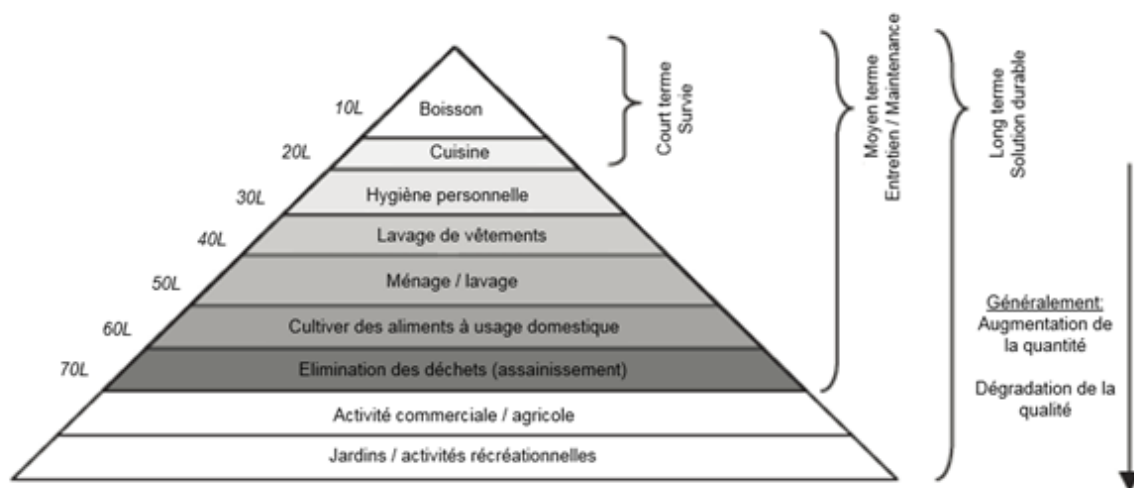 10L
Boisson
20L
Cuisine
30L
Hygiène personnelle
40L
Lavage de vêtements
50L
Ménage / lavage
60L
Cultiver des aliments à usage domestique
70L
Elimination des déchets (assainissement)
Activité commerciale / agricole
Jardins / activités récréationnelles
Court terme
Survie
Moyen terme
Entretien / Maintenance
Long terme
Solution durable
Généralement:
Augmentation de
la quantité
Dégradation de la
qualité